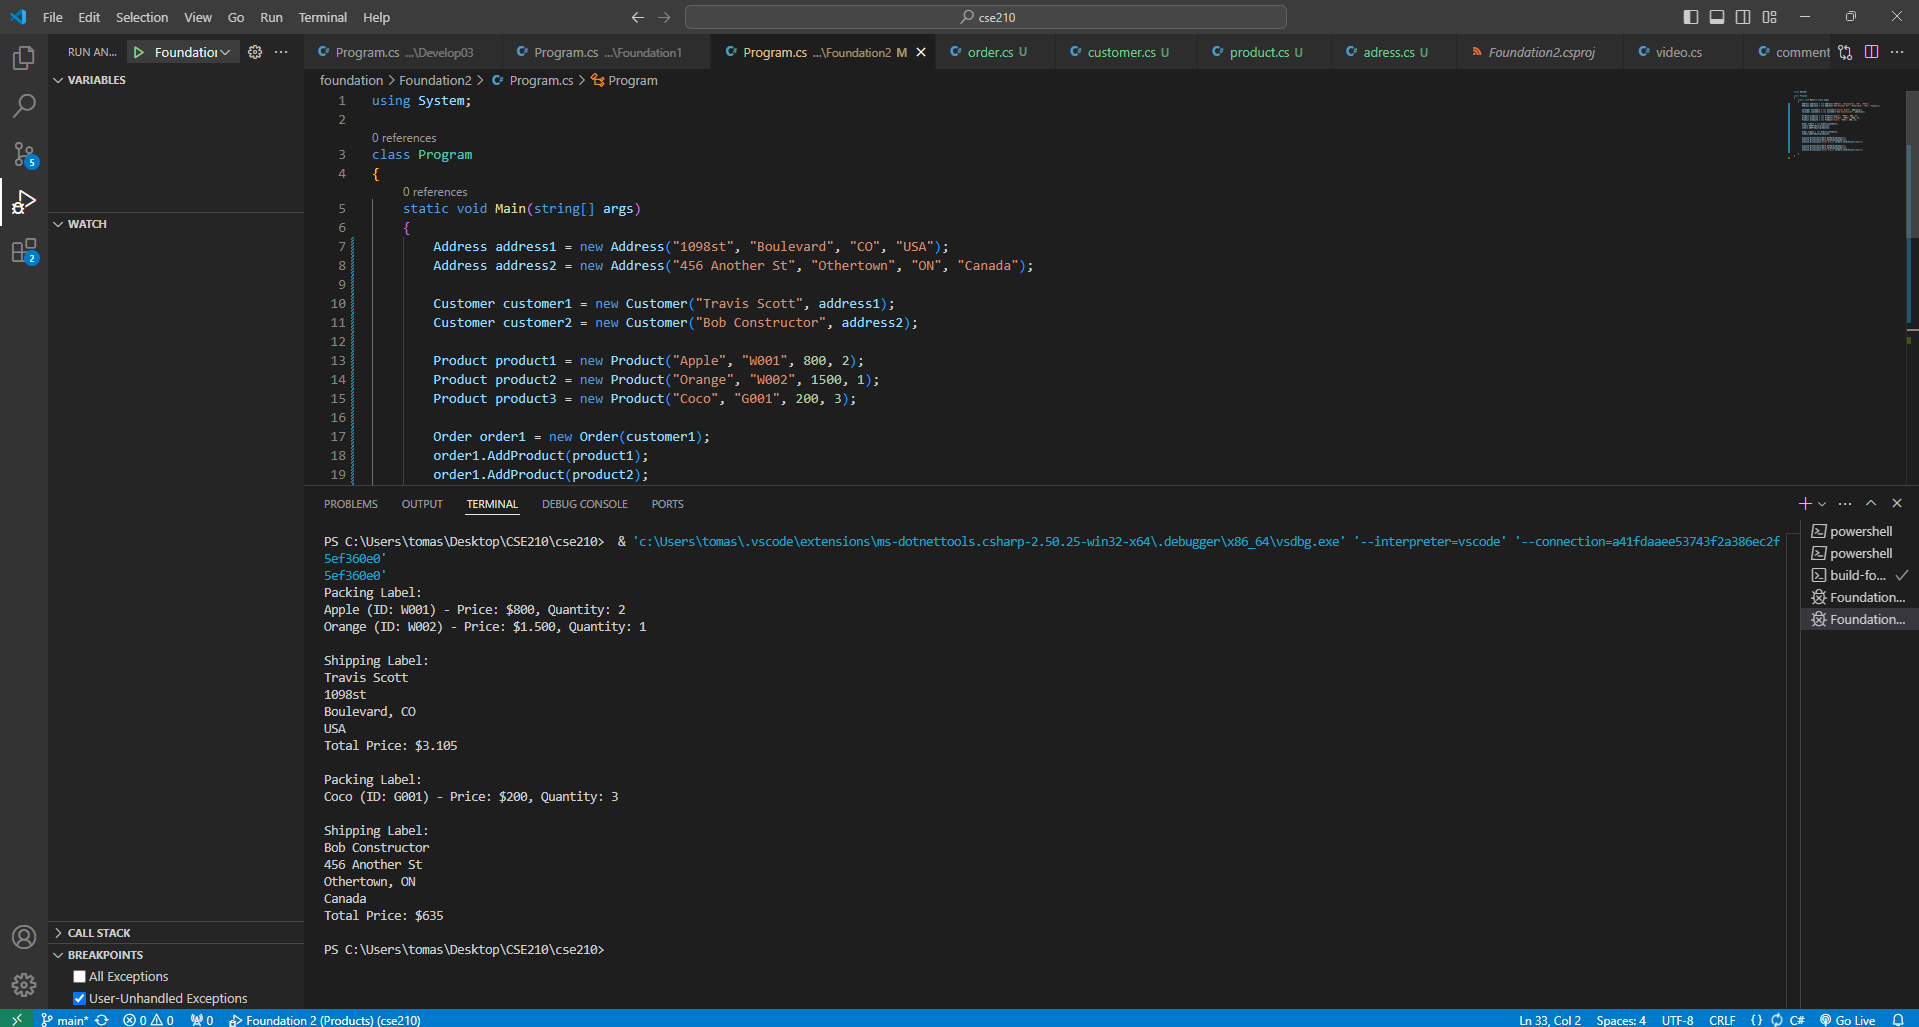 File Edit Selection View Go Run Terminal Help
cse210
RUN AN... Foundation
Program.cs ...\Develop03
Program.cs ...\Foundation1
Program.cs ...\Foundation2 M
order.cs U
customer.cs U
product.cs U
adress.cs U
Foundation2.csproj
video.cs
comment
VARIABLES
WATCH
CALL STACK
BREAKPOINTS
All Exceptions
User-Unhandled Exceptions
5
2
foundation > Foundation2 > Program.cs > Program
1 using System;
2
0 references
3 class Program
4 {
0 references
5 static void Main(string[] args)
6 {
7 Address address1 = new Address("1098st", "Boulevard", "CO", "USA");
8 Address address2 = new Address("456 Another St", "Othertown", "ON", "Canada");
9
10 Customer customer1 = new Customer("Travis Scott", address1);
11 Customer customer2 = new Customer("Bob Constructor", address2);
12
13 Product product1 = new Product("Apple", "W001", 800, 2);
14 Product product2 = new Product("Orange", "W002", 1500, 1);
15 Product product3 = new Product("Coco", "G001", 200, 3);
16
17 Order order1 = new Order(customer1);
18 order1.AddProduct(product1);
19 order1.AddProduct(product2);
PROBLEMS OUTPUT TERMINAL DEBUG CONSOLE PORTS
PS C:\Users\tomas\Desktop\CSE210\cse210> & 'c:\Users\tomas\.vscode\extensions\ms-dotnettools.csharp-2.50.25-win32-x64\.debugger\x86_64\vsdbg.exe' '--interpreter=vscode' '--connection=a41fdaaee53743f2a386ec2f
5ef360e0'
5ef360e0'
Packing Label:
Apple (ID: W001) - Price: $800, Quantity: 2
Orange (ID: W002) - Price: $1.500, Quantity: 1
Shipping Label:
Travis Scott
1098st
Boulevard, CO
USA
Total Price: $3.105
Packing Label:
Coco (ID: G001) - Price: $200, Quantity: 3
Shipping Label:
Bob Constructor
456 Another St
Othertown, ON
Canada
Total Price: $635
PS C:\Users\tomas\Desktop\CSE210\cse210>
powershell
powershell
build-fo...
Foundation...
Foundation...
main* 0 0 0 Foundation 2 (Products) (cse210)
Ln 33, Col 2 Spaces: 4 UTF-8 CRLF {} C# Go Live